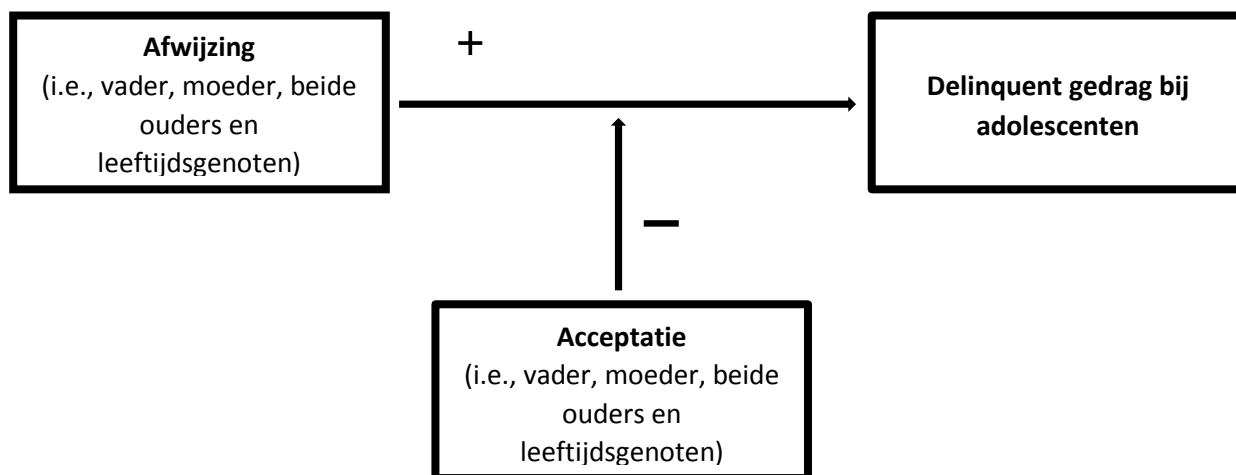 Afwijzing
(i.e., vader, moeder, beide
ouders en
leeftijdsgenoten)
+
Delinquent gedrag bij
adolescenten
–
Acceptatie
(i.e., vader, moeder, beide
ouders en
leeftijdsgenoten)